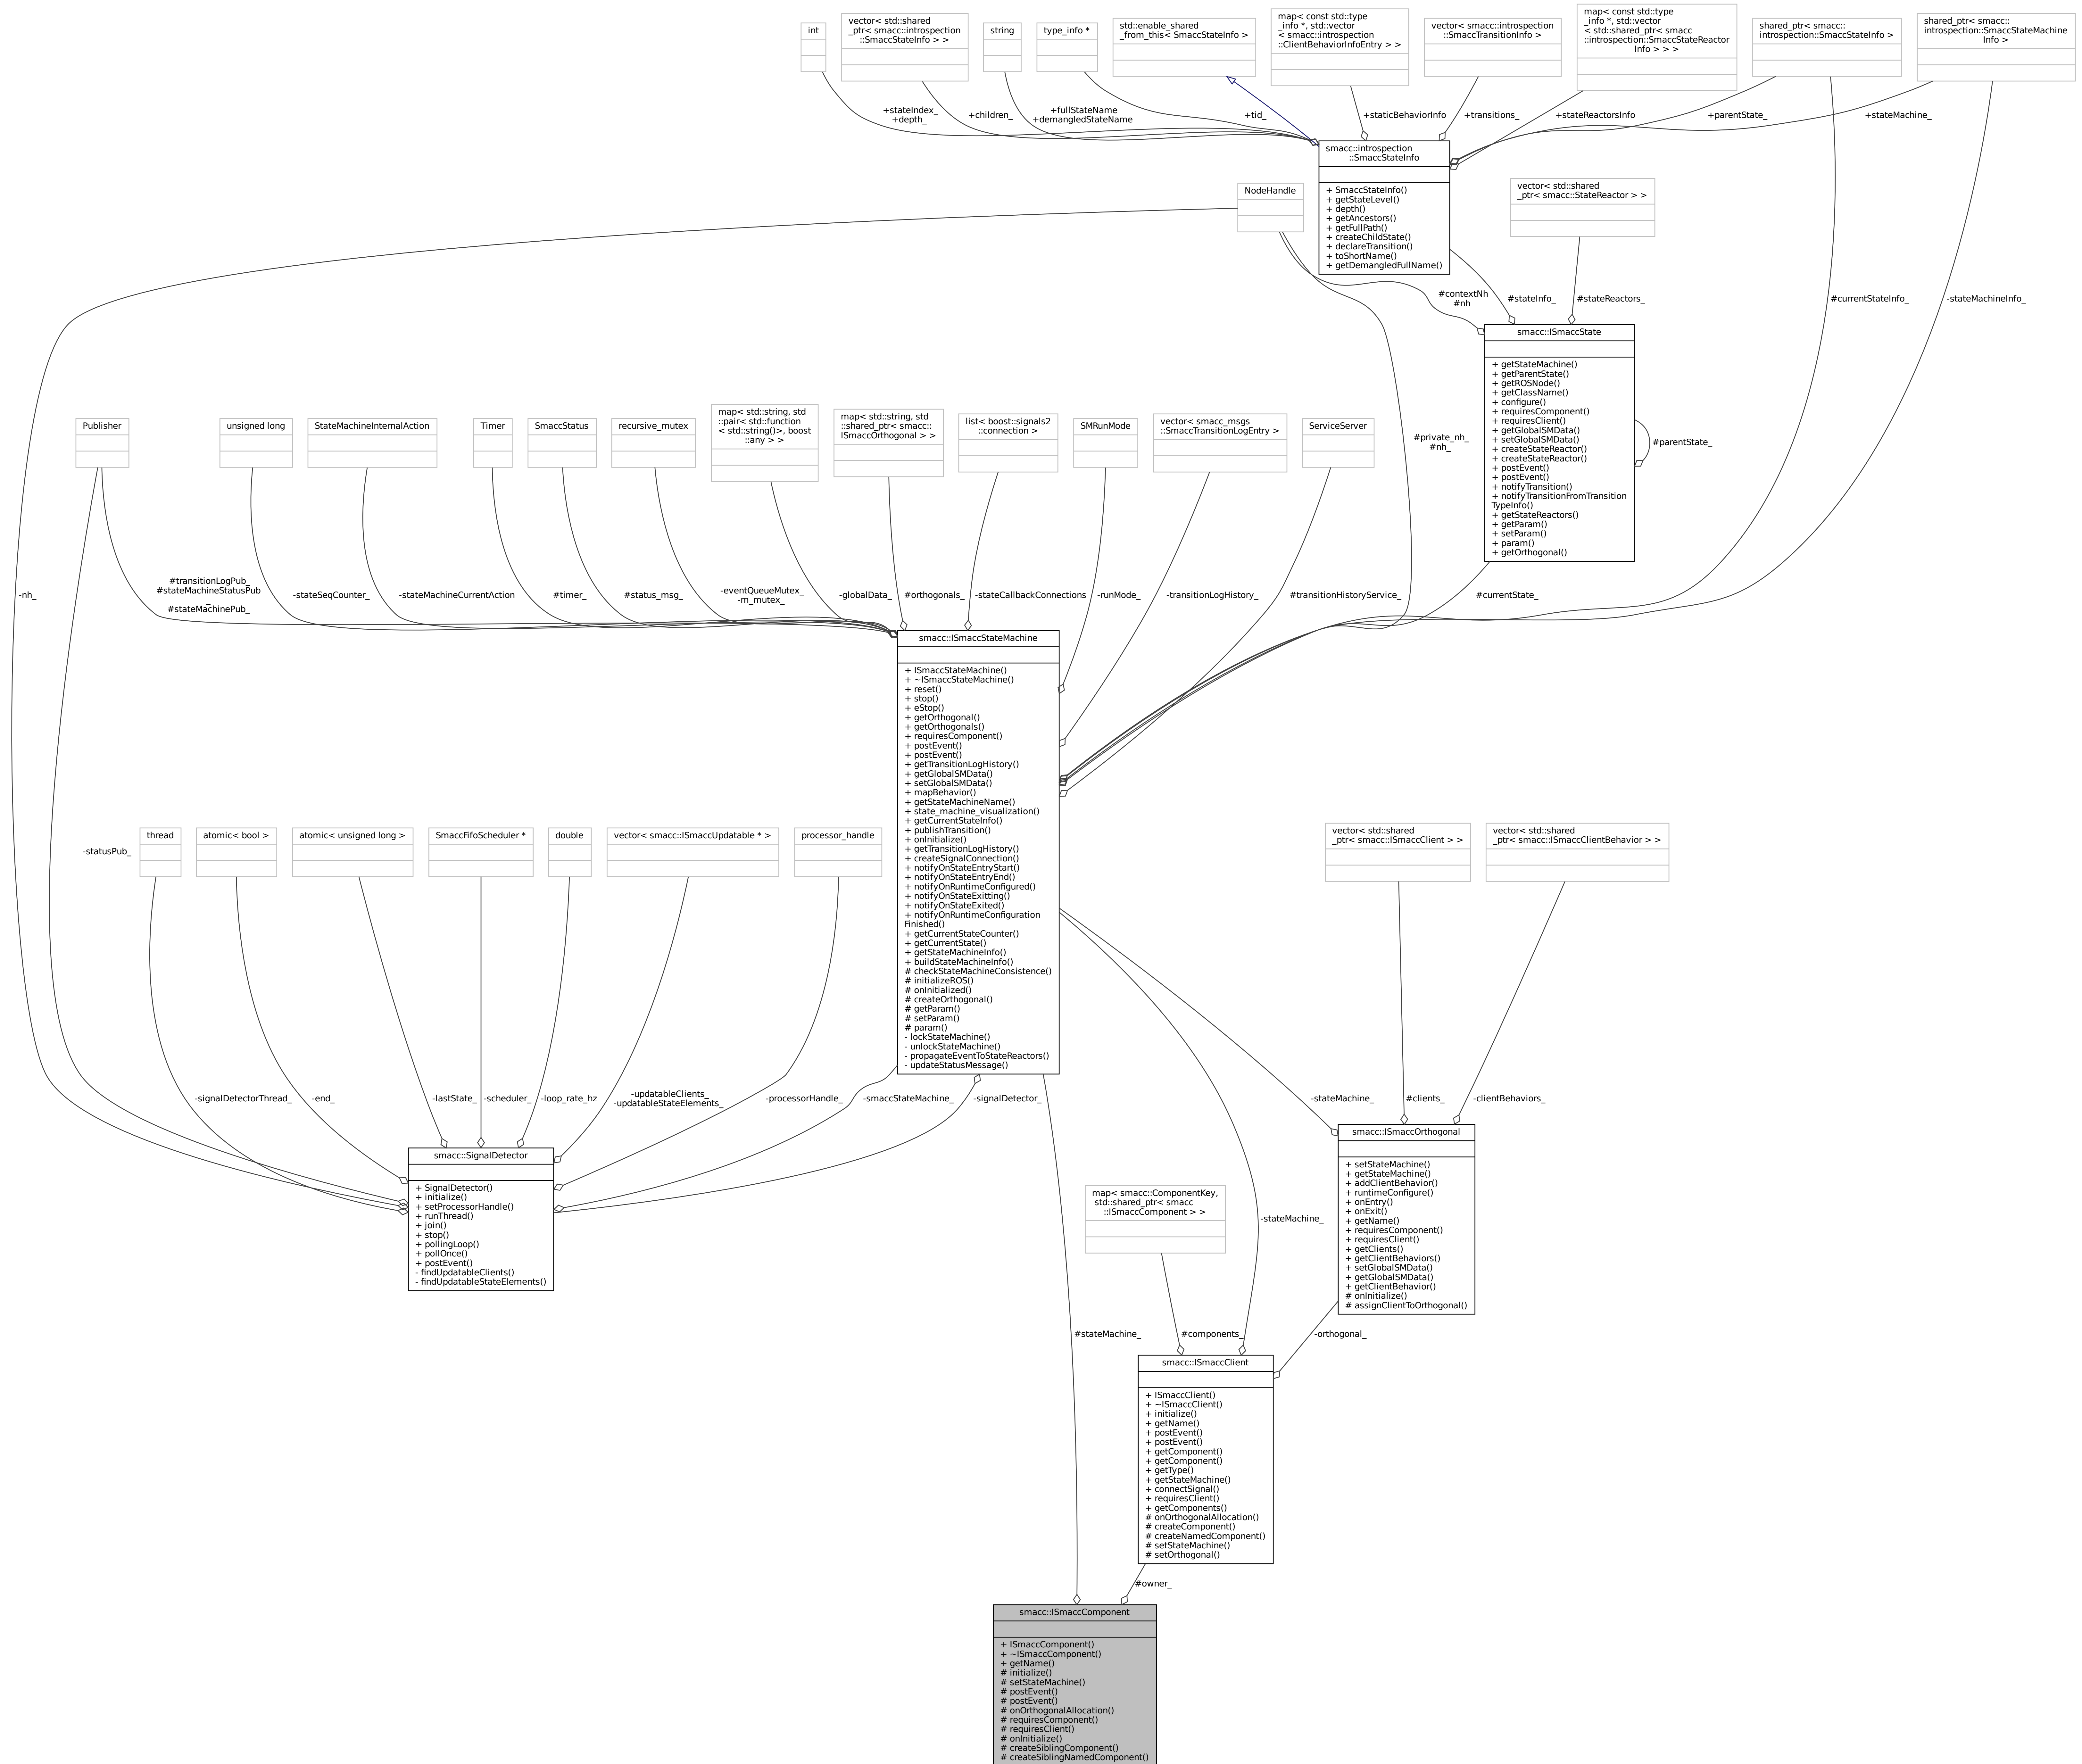 int
vector< std::shared
_ptr< smacc::introspection
::SmaccStateInfo > >
string
type_info *
std::enable_shared
_from_this< SmaccStateInfo >
map< const std::type
_info *, std::vector
< smacc::introspection
::ClientBehaviorInfoEntry > >
vector< smacc::introspection
::SmaccTransitionInfo >
map< const std::type
_info *, std::vector
< std::shared_ptr< smacc
::introspection::SmaccStateReactor
Info > > >
shared_ptr< smacc::
introspection::SmaccStateInfo >
shared_ptr< smacc::
introspection::SmaccStateMachine
Info >
+stateIndex_
+depth_
+children_
+fullStateName
+demangledStateName
+tid_
+staticBehaviorInfo
+transitions_
+stateReactorsInfo
+parentState_
+stateMachine_
smacc::introspection
::SmaccStateInfo
+ SmaccStateInfo()
+ getStateLevel()
+ depth()
+ getAncestors()
+ getFullPath()
+ createChildState()
+ declareTransition()
+ toShortName()
+ getDemangledFullName()
NodeHandle
vector< std::shared
_ptr< smacc::StateReactor > >
#contextNh
#nh
#stateInfo_
#stateReactors_
#currentStateInfo_
-stateMachineInfo_
smacc::ISmaccState
+ getStateMachine()
+ getParentState()
+ getROSNode()
+ getClassName()
+ configure()
+ requiresComponent()
+ requiresClient()
+ getGlobalSMData()
+ setGlobalSMData()
+ createStateReactor()
+ createStateReactor()
+ postEvent()
+ postEvent()
+ notifyTransition()
+ notifyTransitionFromTransition
TypeInfo()
+ getStateReactors()
+ getParam()
+ setParam()
+ param()
+ getOrthogonal()
#parentState_
Publisher
unsigned long
StateMachineInternalAction
Timer
SmaccStatus
recursive_mutex
map< std::string, std
::pair< std::function
< std::string()>, boost
::any > >
map< std::string, std
::shared_ptr< smacc::
ISmaccOrthogonal > >
list< boost::signals2
::connection >
SMRunMode
vector< smacc_msgs
::SmaccTransitionLogEntry >
ServiceServer
#private_nh_
#nh_
-nh_
#transitionLogPub_
#stateMachineStatusPub
_
#stateMachinePub_
-stateSeqCounter_
-stateMachineCurrentAction
#timer_
#status_msg_
-eventQueueMutex_
-m_mutex_
-globalData_
#orthogonals_
-stateCallbackConnections
-runMode_
-transitionLogHistory_
#transitionHistoryService_
#currentState_
smacc::ISmaccStateMachine
+ ISmaccStateMachine()
+ ~ISmaccStateMachine()
+ reset()
+ stop()
+ eStop()
+ getOrthogonal()
+ getOrthogonals()
+ requiresComponent()
+ postEvent()
+ postEvent()
+ getTransitionLogHistory()
+ getGlobalSMData()
+ setGlobalSMData()
+ mapBehavior()
+ getStateMachineName()
+ state_machine_visualization()
+ getCurrentStateInfo()
+ publishTransition()
+ onInitialize()
+ getTransitionLogHistory()
+ createSignalConnection()
+ notifyOnStateEntryStart()
+ notifyOnStateEntryEnd()
+ notifyOnRuntimeConfigured()
+ notifyOnStateExitting()
+ notifyOnStateExited()
+ notifyOnRuntimeConfiguration
Finished()
+ getCurrentStateCounter()
+ getCurrentState()
+ getStateMachineInfo()
+ buildStateMachineInfo()
# checkStateMachineConsistence()
# initializeROS()
# onInitialized()
# createOrthogonal()
# getParam()
# setParam()
# param()
- lockStateMachine()
- unlockStateMachine()
- propagateEventToStateReactors()
- updateStatusMessage()
-statusPub_
thread
atomic< bool >
atomic< unsigned long >
SmaccFifoScheduler *
double
vector< smacc::ISmaccUpdatable * >
processor_handle
vector< std::shared
_ptr< smacc::ISmaccClient > >
vector< std::shared
_ptr< smacc::ISmaccClientBehavior > >
-signalDetectorThread_
-end_
-lastState_
-scheduler_
-loop_rate_hz
-updatableClients_
-updatableStateElements_
-processorHandle_
-smaccStateMachine_
-signalDetector_
-stateMachine_
#clients_
-clientBehaviors_
smacc::SignalDetector
+ SignalDetector()
+ initialize()
+ setProcessorHandle()
+ runThread()
+ join()
+ stop()
+ pollingLoop()
+ pollOnce()
+ postEvent()
- findUpdatableClients()
- findUpdatableStateElements()
smacc::ISmaccOrthogonal
+ setStateMachine()
+ getStateMachine()
+ addClientBehavior()
+ runtimeConfigure()
+ onEntry()
+ onExit()
+ getName()
+ requiresComponent()
+ requiresClient()
+ getClients()
+ getClientBehaviors()
+ setGlobalSMData()
+ getGlobalSMData()
+ getClientBehavior()
# onInitialize()
# assignClientToOrthogonal()
map< smacc::ComponentKey,
std::shared_ptr< smacc
::ISmaccComponent > >
-stateMachine_
#stateMachine_
#components_
-orthogonal_
smacc::ISmaccClient
+ ISmaccClient()
+ ~ISmaccClient()
+ initialize()
+ getName()
+ postEvent()
+ postEvent()
+ getComponent()
+ getComponent()
+ getType()
+ getStateMachine()
+ connectSignal()
+ requiresClient()
+ getComponents()
# onOrthogonalAllocation()
# createComponent()
# createNamedComponent()
# setStateMachine()
# setOrthogonal()
#owner_
smacc::ISmaccComponent
+ ISmaccComponent()
+ ~ISmaccComponent()
+ getName()
# initialize()
# setStateMachine()
# postEvent()
# postEvent()
# onOrthogonalAllocation()
# requiresComponent()
# requiresClient()
# onInitialize()
# createSiblingComponent()
# createSiblingNamedComponent()